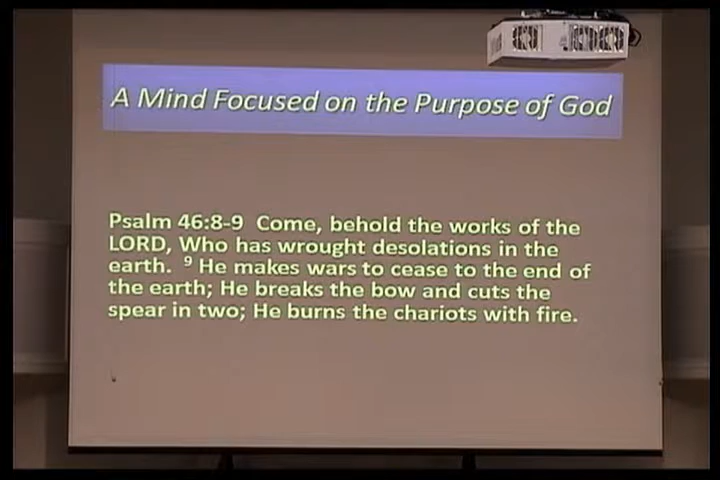 A Mind Focused on the Purpose of God
Psalm 46:8-9 Come, behold the works of the
LORD, Who has wrought desolations in the
earth. ⁹ He makes wars to cease to the end of
the earth; He breaks the bow and cuts the
spear in two; He burns the chariots with fire.